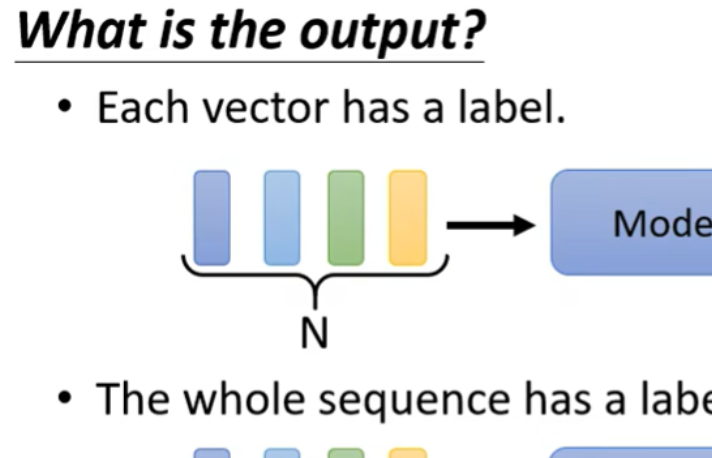 What is the output?
• Each vector has a label.
Mode
N
• The whole sequence has a labe